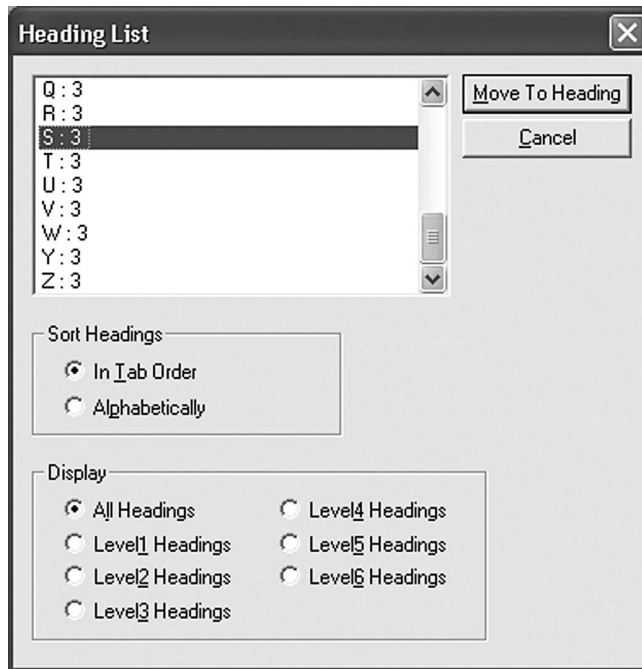 Heading List
Q : 3
R : 3
S : 3
T : 3
U : 3
V : 3
W : 3
Y : 3
Z : 3
Move To Heading
Cancel
Sort Headings
In Tab Order
Alphabetically
Display
All Headings
Level1 Headings
Level2 Headings
Level3 Headings
Level4 Headings
Level5 Headings
Level6 Headings